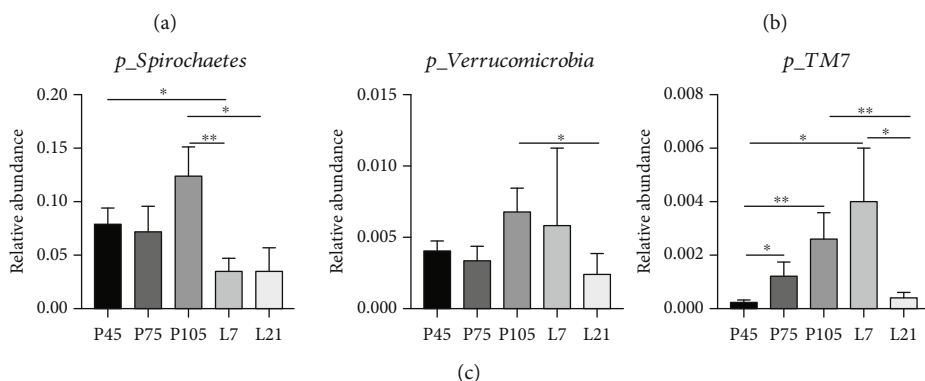 (a)
(b)
p_Spirochaetes
Relative abundance
0.20
0.15
0.10
0.05
0.00
*
*
**
P45 P75 P105 L7 L21
p_Verrucomicrobia
Relative abundance
0.015
0.010
0.005
0.000
*
P45 P75 P105 L7 L21
p_TM7
Relative abundance
0.008
0.006
0.004
0.002
0.000
**
*
*
**
*
P45 P75 P105 L7 L21
(c)